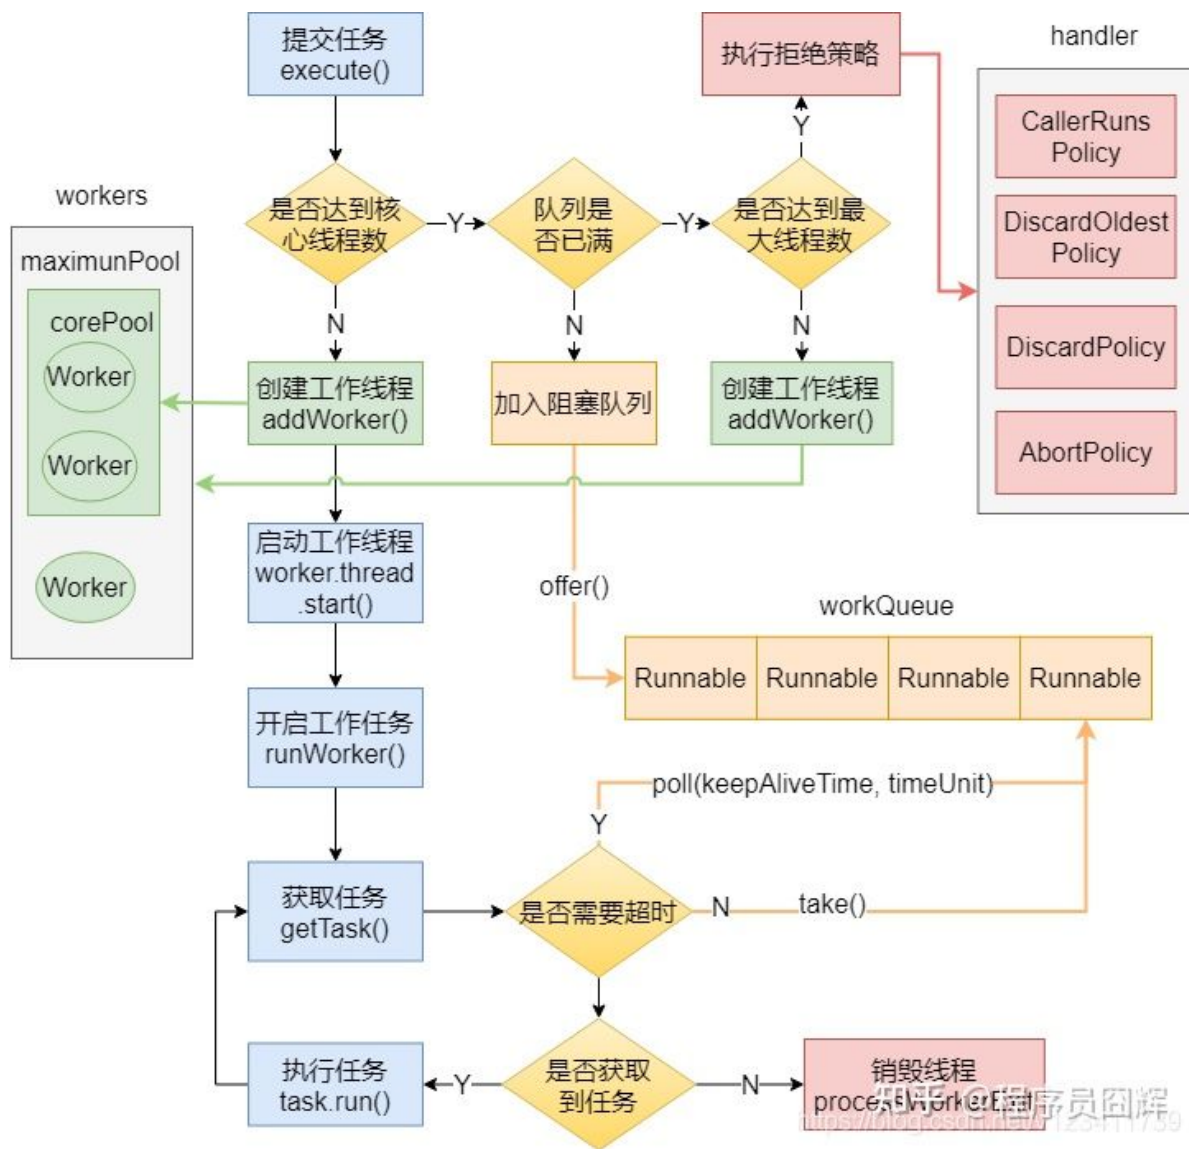 提交任务
execute()
执行拒绝策略
handler
CallerRuns
Policy
DiscardOldest
Policy
DiscardPolicy
AbortPolicy
workers
maximunPool
corePool
Worker
Worker
Worker
是否达到核
心线程数
Y
队列是
否已满
Y
是否达到最
大线程数
Y
N
N
N
创建工作线程
addWorker()
加入阻塞队列
创建工作线程
addWorker()
启动工作线程
worker.thread
.start()
offer()
workQueue
Runnable
Runnable
Runnable
Runnable
开启工作任务
runWorker()
poll(keepAliveTime, timeUnit)
Y
获取任务
getTask()
是否需要超时
N
take()
执行任务
task.run()
Y
是否获取
到任务
N
销毁线程
processWorkerExit
知乎 @程序员囧辉